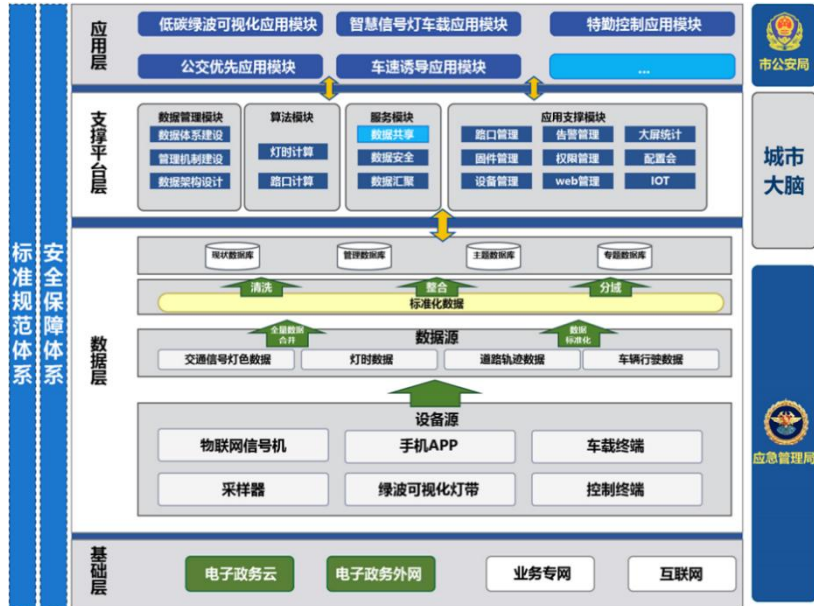 标准规范体系
安全保障体系
应用层
低碳绿波可视化应用模块
智慧信号灯车载应用模块
特勤控制应用模块
公交优先应用模块
车速诱导应用模块
...
支撑平台层
数据管理模块
数据体系建设
管理机制建设
数据架构设计
算法模块
灯时计算
路口计算
服务模块
数据共享
数据安全
数据汇聚
应用支撑模块
路口管理
告警管理
大屏统计
固件管理
权限管理
配置会
设备管理
web管理
IOT
数据层
现状数据库
管理数据库
主题数据库
专题数据库
清洗
整合
分域
标准化数据
全量数据
合并
数据源
数据
标准化
交通信号灯色数据
灯时数据
道路轨迹数据
车辆行驶数据
设备源
物联网信号机
手机APP
车载终端
采样器
绿波可视化灯带
控制终端
基础层
电子政务云
电子政务外网
业务专网
互联网
市公安局
城市
大脑
应急管理局